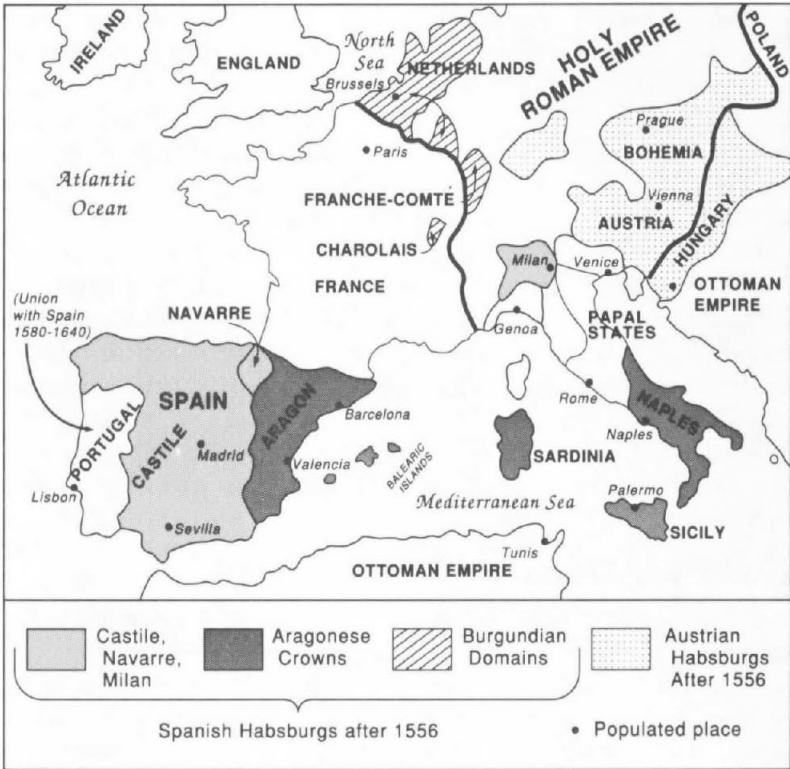 IRELAND
ENGLAND
North
Sea
NETHERLANDS
Brussels
HOLY
ROMAN EMPIRE
POLAND
Paris
Prague
BOHEMIA
Atlantic
Ocean
FRANCHE-COMTÉ
Vienna
AUSTRIA
HUNGARY
CHAROLAIS
FRANCE
Milan
Venice
OTTOMAN
EMPIRE
(Union
with Spain
1580-1640)
NAVARRE
Genoa
PAPAL
STATES
SPAIN
PORTUGAL
CASTILE
ARAGON
Barcelona
Rome
NAPLES
Naples
Madrid
Valencia
BALEARIC
ISLANDS
SARDINIA
Lisbon
Mediterranean Sea
Palermo
SICILY
Sevilla
Tunis
OTTOMAN EMPIRE
Castile,
Navarre,
Milan
Aragonese
Crowns
Burgundian
Domains
Austrian
Habsburgs
After 1556
Spanish Habsburgs after 1556
Populated place